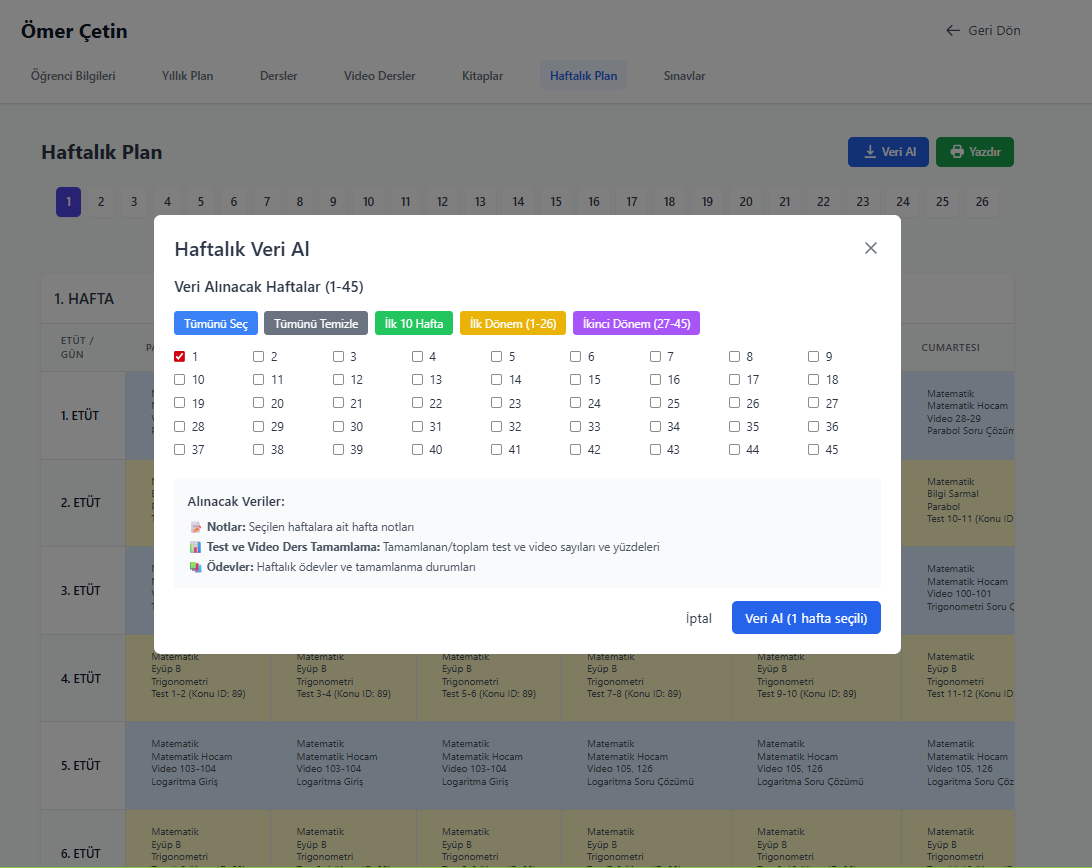 Ömer Çetin
Geri Dön
Öğrenci Bilgileri Yıllık Plan Dersler Video Dersler Kitaplar Haftalık Plan Sınavlar
Haftalık Plan
Veri Al Yazdır
1 2 3 4 5 6 7 8 9 10 11 12 13 14 15 16 17 18 19 20 21 22 23 24 25 26
Haftalık Veri Al
Veri Alınacak Haftalar (1-45)
Tümünü Seç Tümünü Temizle İlk 10 Hafta İlk Dönem (1-26) İkinci Dönem (27-45)
1 2 3 4 5 6 7 8 9
10 11 12 13 14 15 16 17 18
19 20 21 22 23 24 25 26 27
28 29 30 31 32 33 34 35 36
37 38 39 40 41 42 43 44 45
Alınacak Veriler:
Notlar: Seçilen haftalara ait hafta notları
Test ve Video Ders Tamamlama: Tamamlanan/toplam test ve video sayıları ve yüzdeleri
Ödevler: Haftalık ödevler ve tamamlanma durumları
İptal Veri Al (1 hafta seçili)
1. HAFTA
ETÜT /
GÜN
CUMARTESI
1. ETÜT
Matematik
Matematik Hocam
Video 28-29
Parabol Soru Çözüm
2. ETÜT
Matematik
Bilgi Sarmal
Parabol
Test 10-11 (Konu ID
3. ETÜT
Matematik
Matematik Hocam
Video 100-101
Trigonometri Soru Ç
4. ETÜT
Matematik Matematik Matematik Matematik Matematik Matematik
Eyüp B Eyüp B Eyüp B Eyüp B Eyüp B Eyüp B
Trigonometri Trigonometri Trigonometri Trigonometri Trigonometri Trigonometri
Test 1-2 (Konu ID: 89) Test 3-4 (Konu ID: 89) Test 5-6 (Konu ID: 89) Test 7-8 (Konu ID: 89) Test 9-10 (Konu ID: 89) Test 11-12 (Konu ID
5. ETÜT
Matematik Matematik Matematik Matematik Matematik Matematik
Matematik Hocam Matematik Hocam Matematik Hocam Matematik Hocam Matematik Hocam Matematik Hocam
Video 103-104 Video 103-104 Video 103-104 Video 105, 126 Video 105, 126 Video 105, 126
Logaritma Giriş Logaritma Giriş Logaritma Giriş Logaritma Soru Çözümü Logaritma Soru Çözümü Logaritma Soru Çöz
6. ETÜT
Matematik Matematik Matematik Matematik Matematik Matematik
Eyüp B Eyüp B Eyüp B Eyüp B Eyüp B Eyüp B
Trigonometri Trigonometri Trigonometri Trigonometri Trigonometri Trigonometri